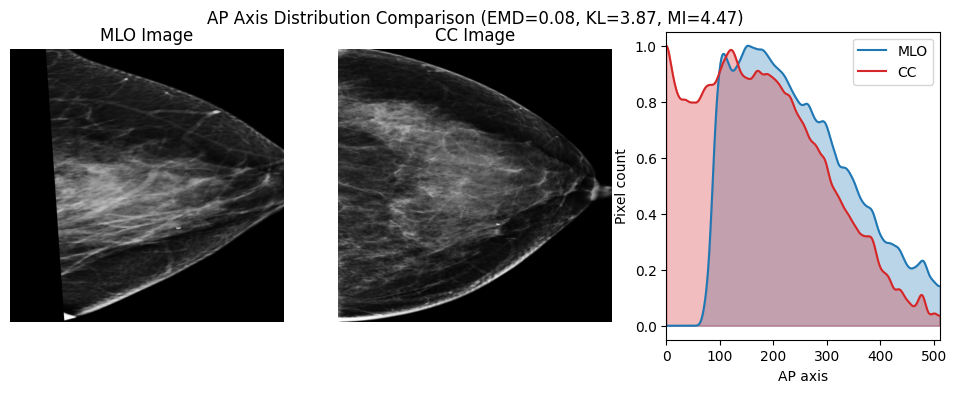 AP Axis Distribution Comparison (EMD=0.08, KL=3.87, MI=4.47)
MLO Image
CC Image
MLO
CC
1.0
0.8
0.6
0.4
0.2
0.0
Pixel count
0 100 200 300 400 500
AP axis